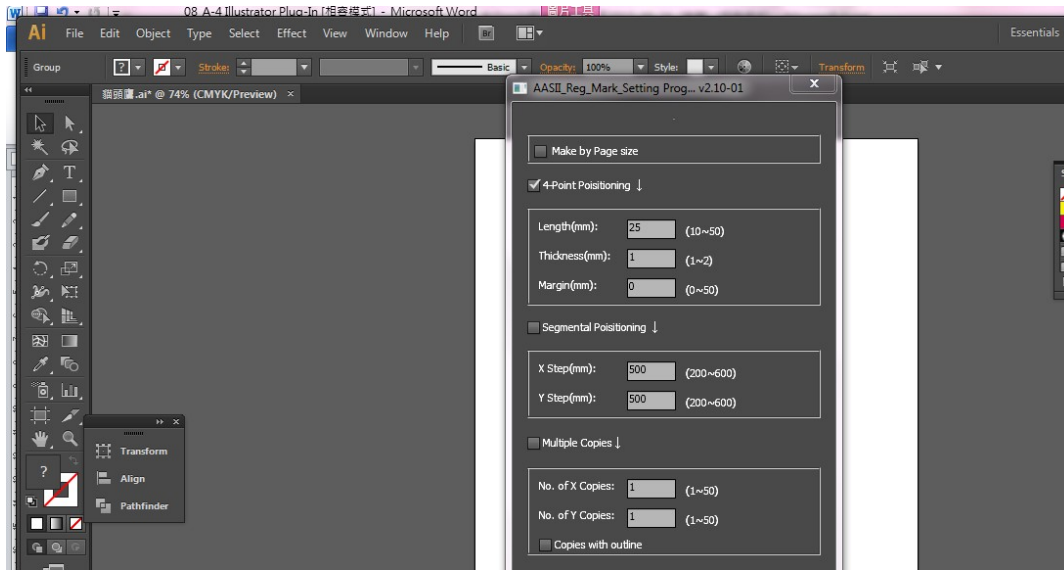 08 A-4 Illustrator Plug-In [相容模式] - Microsoft Word
圖片工具
Ai File Edit Object Type Select Effect View Window Help Br Essentials
Group ? Stroke: Basic Opacity: 100% Style: Transform
貓頭鷹.ai* @ 74% (CMYK/Preview) ×
AASII_Reg_Mark_Setting Prog... v2.10-01 X
Make by Page size
4-Point Poisitioning ↓
Length(mm): 25 (10~50)
Thickness(mm): 1 (1~2)
Margin(mm): 0 (0~50)
Segmental Poisitioning ↓
X Step(mm): 500 (200~600)
Y Step(mm): 500 (200~600)
Multiple Copies ↓
No. of X Copies: 1 (1~50)
No. of Y Copies: 1 (1~50)
Copies with outline
Transform
Align
Pathfinder
?